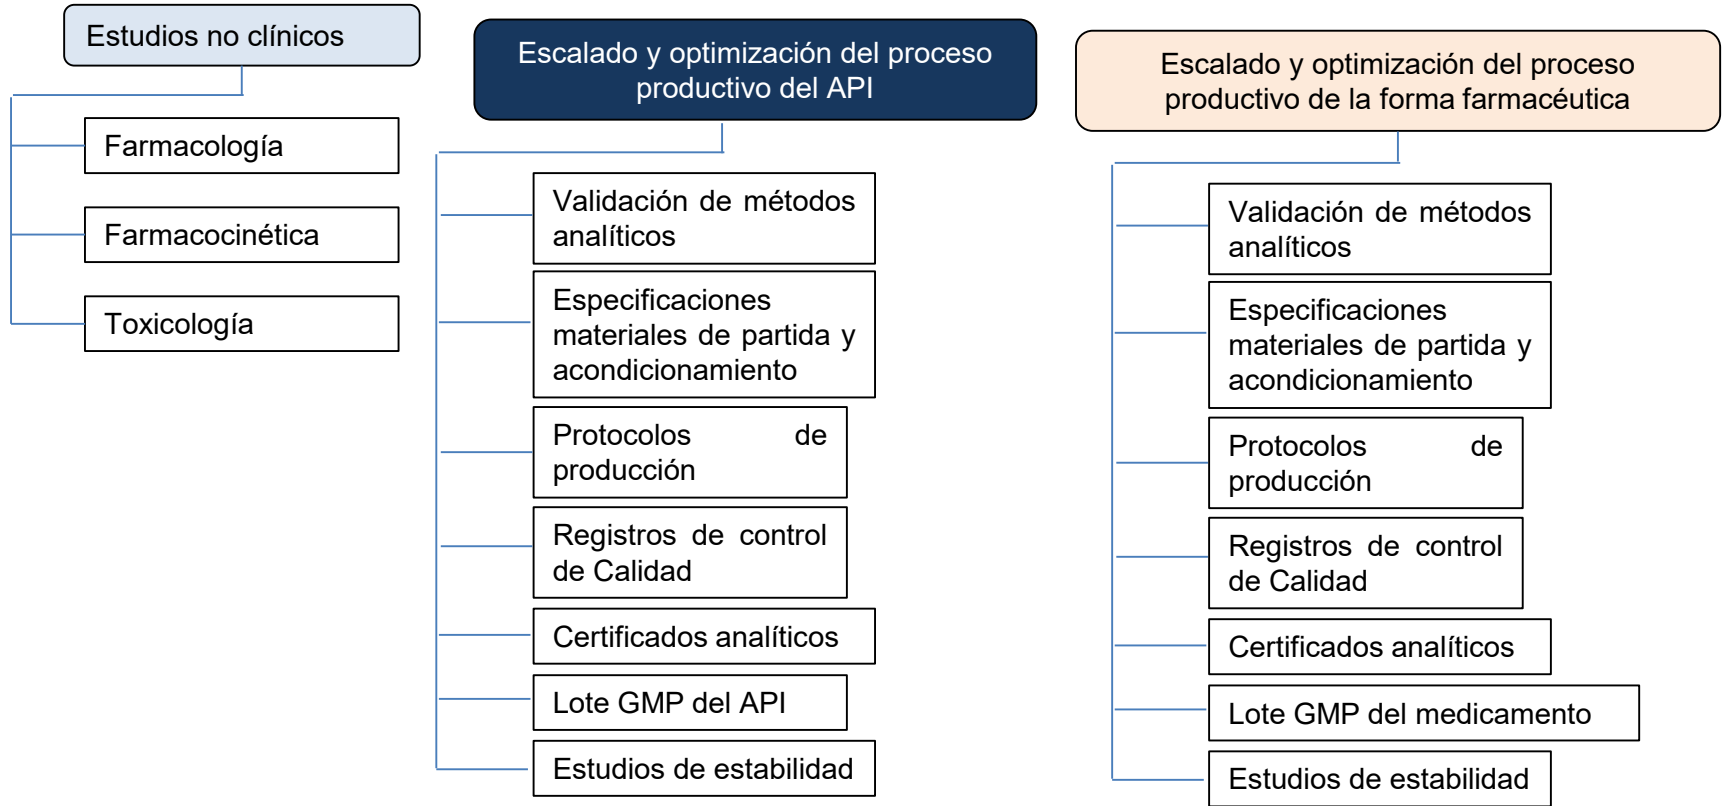 Estudios no clínicos
Farmacología
Farmacocinética
Toxicología
Escalado y optimización del proceso
productivo del API
Validación de métodos
analíticos
Especificaciones
materiales de partida y
acondicionamiento
Protocolos de
producción
Registros de control
de Calidad
Certificados analíticos
Lote GMP del API
Estudios de estabilidad
Escalado y optimización del proceso
productivo de la forma farmacéutica
Validación de métodos
analíticos
Especificaciones
materiales de partida y
acondicionamiento
Protocolos de
producción
Registros de control
de Calidad
Certificados analíticos
Lote GMP del medicamento
Estudios de estabilidad